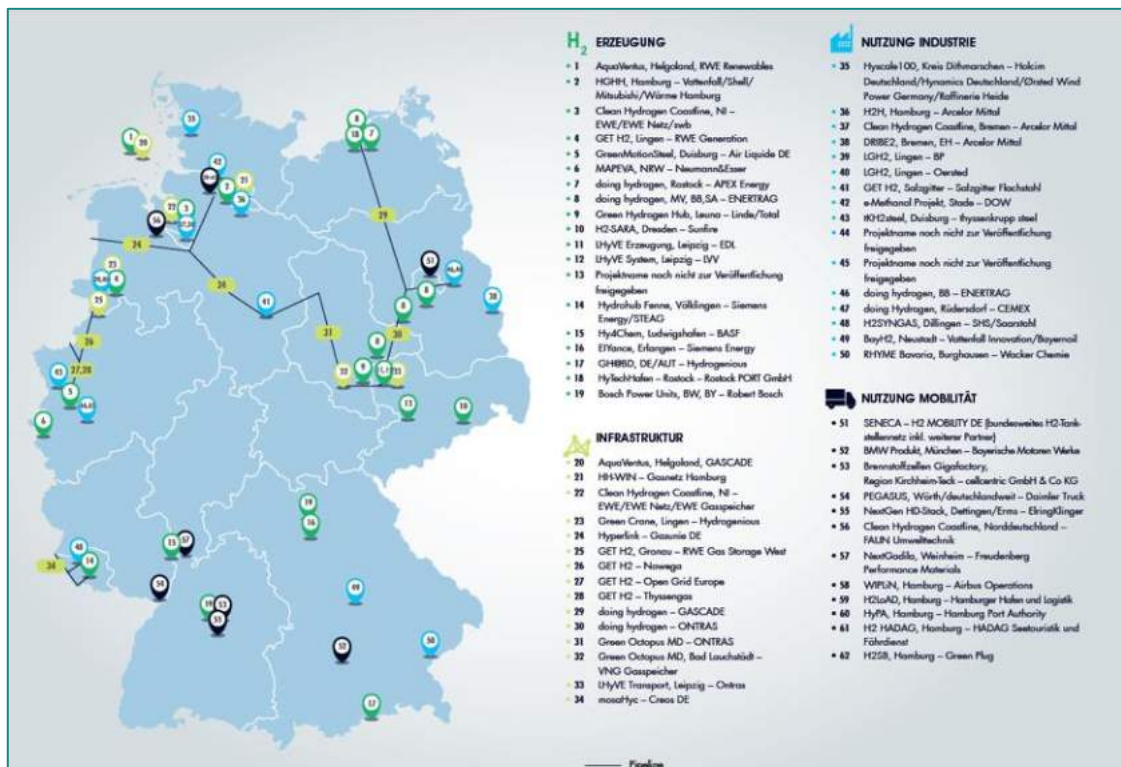 H2 ERZEUGUNG
• 1 AquaVentus, Helgoland, RWE Renewables
• 2 HGHH, Hamburg – Vattenfall/Shell/
Mitsubishi/Wärme Hamburg
• 3 Clean Hydrogen Coastline, NI –
EWE/EWE Netz/swb
• 4 GET H2, Lingen – RWE Generation
• 5 GreenMotionSteel, Duisburg – Air Liquide DE
• 6 MAPEVA, NRW – Neumann&Esser
• 7 doing hydrogen, Rostock – APEX Energy
• 8 doing hydrogen, MV, BB,SA – ENERTRAG
• 9 Green Hydrogen Hub, Leuna – Linde/Total
• 10 H2-SARA, Dresden – Sunfire
• 11 LHyVE Erzeugung, Leipzig – EDL
• 12 LHyVE System, Leipzig – LVV
• 13 Projektname noch nicht zur Veröffentlichung
freigegeben
• 14 Hydrohub Fenne, Völklingen – Siemens
Energy/STEAG
• 15 Hy4Chem, Ludwigshafen – BASF
• 16 ElYance, Erlangen – Siemens Energy
• 17 GH@BD, DE/AUT – Hydrogenious
• 18 HyTechHafen – Rostock – Rostock PORT GmbH
• 19 Bosch Power Units, BW, BY – Robert Bosch
INFRASTRUKTUR
• 20 AquaVentus, Helgoland, GASCADE
• 21 HH-WIN – Gasnetz Hamburg
• 22 Clean Hydrogen Coastline, NI –
EWE/EWE Netz/EWE Gasspeicher
• 23 Green Crane, Lingen – Hydrogenious
• 24 Hyperlink – Gasunie DE
• 25 GET H2, Gronau – RWE Gas Storage West
• 26 GET H2 – Nowega
• 27 GET H2 – Open Grid Europe
• 28 GET H2 – Thyssengas
• 29 doing hydrogen – GASCADE
• 30 doing hydrogen – ONTRAS
• 31 Green Octopus MD – ONTRAS
• 32 Green Octopus MD, Bad Lauchstädt –
VNG Gasspeicher
• 33 LHyVE Transport, Leipzig – Ontras
• 34 mosaHyc – Creos DE
Pipeline
NUTZUNG INDUSTRIE
• 35 Hyscale100, Kreis Dithmarschen – Holcim
Deutschland/Hynamics Deutschland/Ørsted Wind
Power Germany/Raffinerie Heide
• 36 H2H, Hamburg – Arcelor Mittal
• 37 Clean Hydrogen Coastline, Bremen – Arcelor Mittal
• 38 DRIBE2, Bremen, EH – Arcelor Mittal
• 39 LGH2, Lingen – BP
• 40 LGH2, Lingen – Oersted
• 41 GET H2, Salzgitter – Salzgitter Flachstahl
• 42 e-Methanol Projekt, Stade – DOW
• 43 tKH2steel, Duisburg – thyssenkrupp steel
• 44 Projektname noch nicht zur Veröffentlichung
freigegeben
• 45 Projektname noch nicht zur Veröffentlichung
freigegeben
• 46 doing hydrogen, BB – ENERTRAG
• 47 doing Hydrogen, Rüdersdorf – CEMEX
• 48 H2SYNGAS, Dillingen – SHS/Saarstahl
• 49 BayH2, Neustadt – Vattenfall Innovation/Bayernoil
• 50 RHYME Bavaria, Burghausen – Wacker Chemie
NUTZUNG MOBILITÄT
• 51 SENECA – H2 MOBILITY DE (bundesweites H2-Tank-
stellennetz inkl. weiterer Partner)
• 52 BMW Produkt, München – Bayerische Motoren Werke
• 53 Brennstoffzellen Gigafactory,
Region Kirchheim-Teck – cellcentric GmbH & Co KG
• 54 PEGASUS, Wörth/deutschlandweit – Daimler Truck
• 55 NextGen HD-Stack, Dettingen/Erms – ElringKlinger
• 56 Clean Hydrogen Coastline, Norddeutschland –
FAUN Umwelttechnik
• 57 NextGadila, Weinheim – Freudenberg
Performance Materials
• 58 WIPLiN, Hamburg – Airbus Operations
• 59 H2LoAD, Hamburg – Hamburger Hafen und Logistik
• 60 HyPA, Hamburg – Hamburg Port Authority
• 61 H2 HADAG, Hamburg – HADAG Seetouristik und
Fährdienst
• 62 H2SB, Hamburg – Green Plug